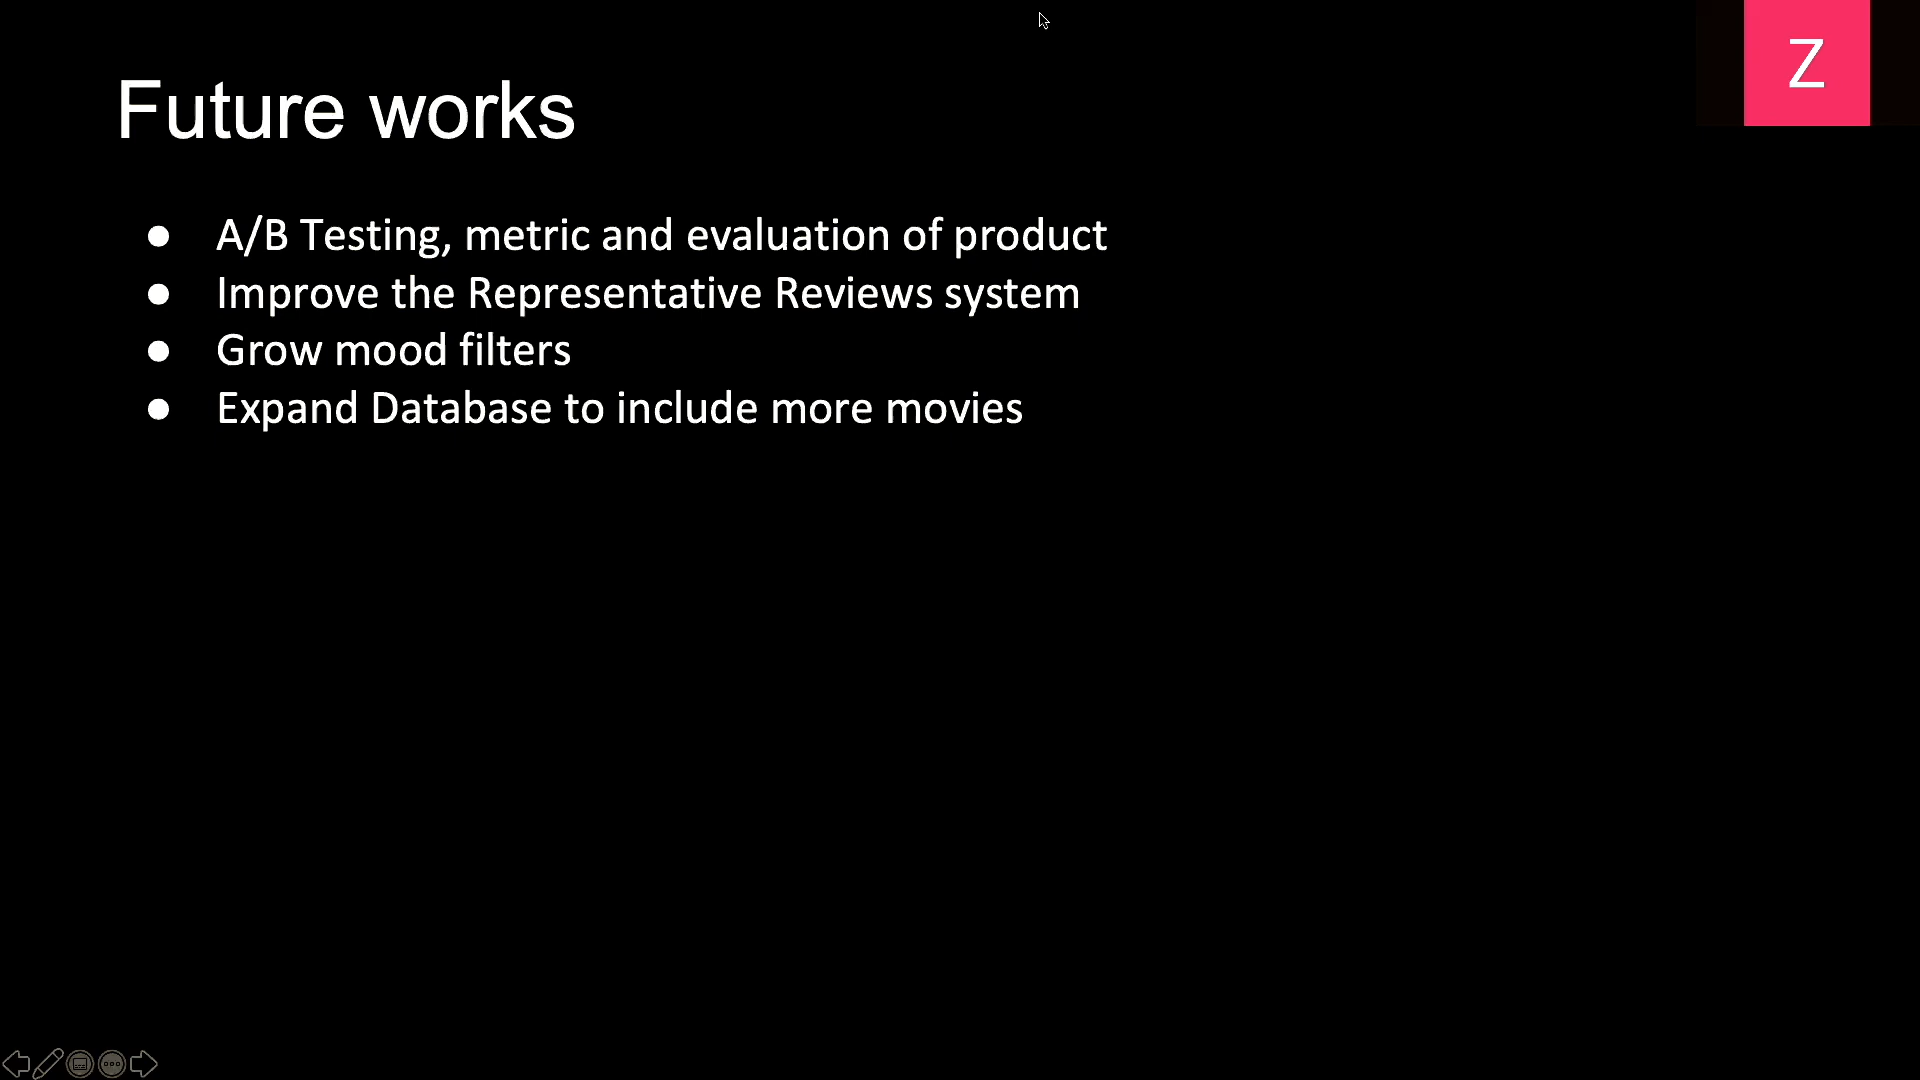 Future works
Z
● A/B Testing, metric and evaluation of product
● Improve the Representative Reviews system
● Grow mood filters
● Expand Database to include more movies